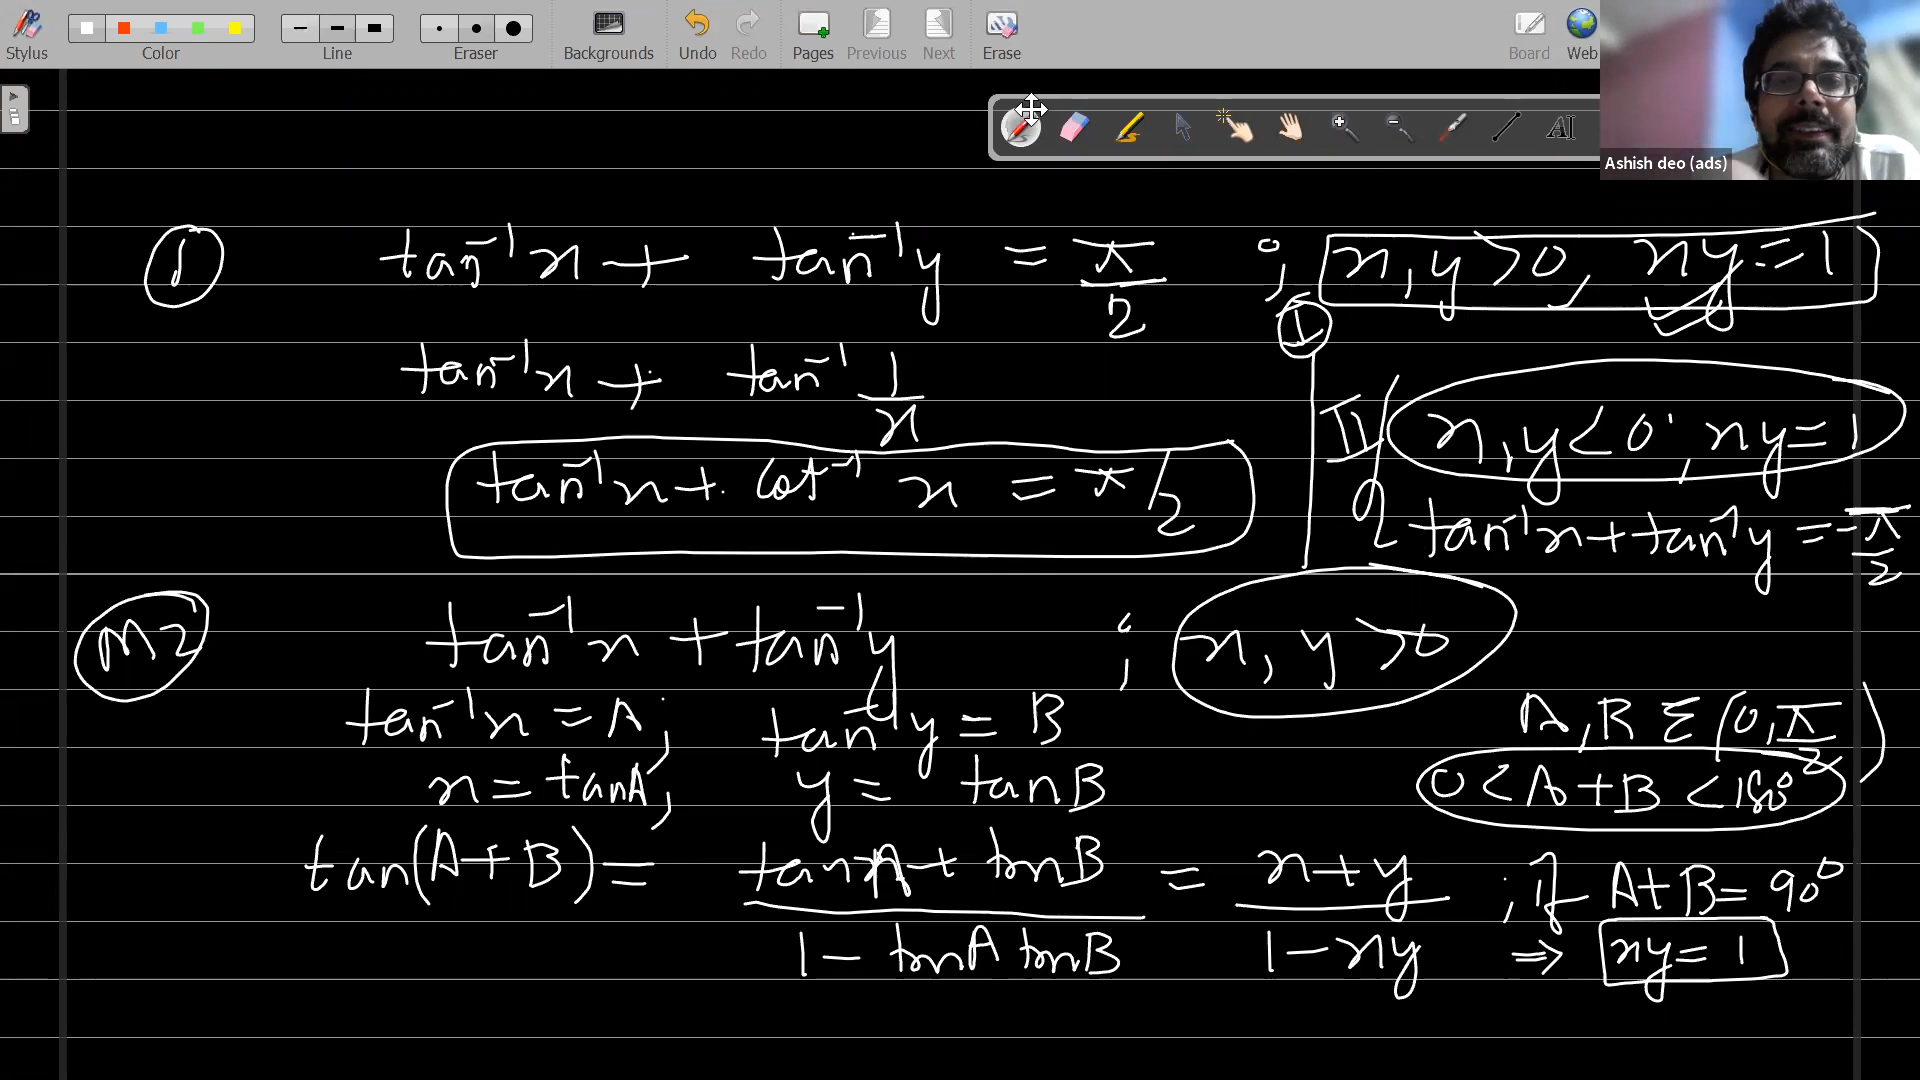 Stylus Color Line Eraser Backgrounds Undo Redo Pages Previous Next Erase Board Web
Ashish deo (ads)
① tan⁻¹x + tan⁻¹y = π/2 ; x, y > 0, xy = 1
tan⁻¹x + tan⁻¹ 1/x
tan⁻¹x + cot⁻¹ x = π/2
I
II If x, y < 0, xy = 1
tan⁻¹x + tan⁻¹y = -π/2
M2 tan⁻¹x + tan⁻¹y ; x, y > 0
tan⁻¹x = A; tan⁻¹y = B A, B ∈ (0, π/2)
x = tanA; y = tanB 0 < A + B < 180°
tan(A+B) = (tanA + tanB)/(1 - tanA tanB) = (x + y)/(1 - xy) ; if A + B = 90°
⇒ xy = 1